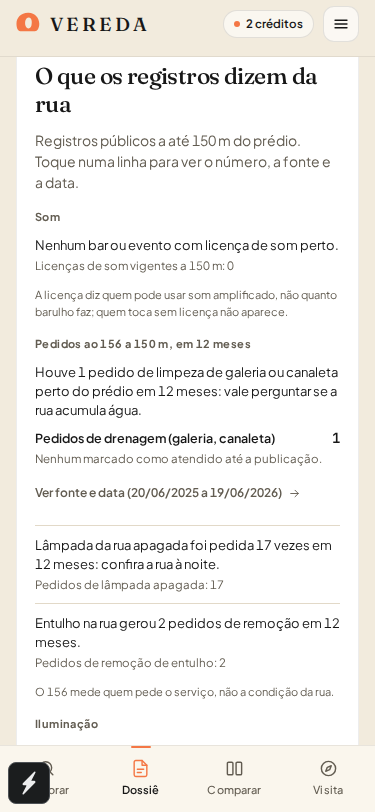 VEREDA
2 créditos
O que os registros dizem da
rua
Registros públicos a até 150 m do prédio.
Toque numa linha para ver o número, a fonte e
a data.
Som
Nenhum bar ou evento com licença de som perto.
Licenças de som vigentes a 150 m: 0
A licença diz quem pode usar som amplificado, não quanto
barulho faz; quem toca sem licença não aparece.
Pedidos ao 156 a 150 m, em 12 meses
Houve 1 pedido de limpeza de galeria ou canaleta
perto do prédio em 12 meses: vale perguntar se a
rua acumula água.
Pedidos de drenagem (galeria, canaleta) 1
Nenhum marcado como atendido até a publicação.
Ver fonte e data (20/06/2025 a 19/06/2026) →
Lâmpada da rua apagada foi pedida 17 vezes em
12 meses: confira a rua à noite.
Pedidos de lâmpada apagada: 17
Entulho na rua gerou 2 pedidos de remoção em 12
meses.
Pedidos de remoção de entulho: 2
O 156 mede quem pede o serviço, não a condição da rua.
Iluminação
Dossiê
Comparar
Visita